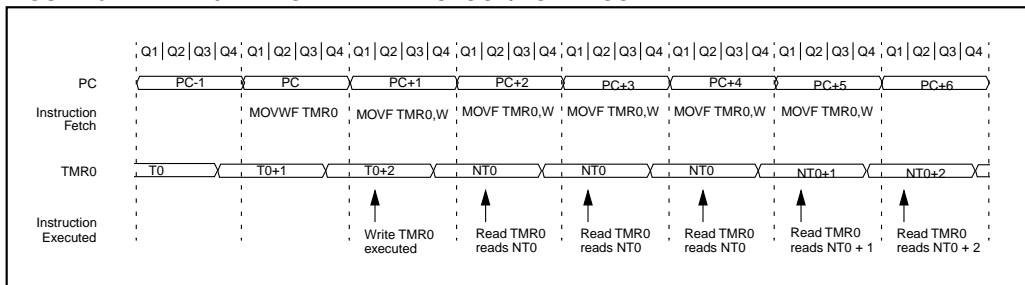 Q1 Q2 Q3 Q4 Q1 Q2 Q3 Q4 Q1 Q2 Q3 Q4 Q1 Q2 Q3 Q4 Q1 Q2 Q3 Q4 Q1 Q2 Q3 Q4 Q1 Q2 Q3 Q4 Q1 Q2 Q3 Q4
PC PC-1 PC PC+1 PC+2 PC+3 PC+4 PC+5 PC+6
Instruction
Fetch
MOVWF TMR0 MOVF TMR0,W MOVF TMR0,W MOVF TMR0,W MOVF TMR0,W MOVF TMR0,W
TMR0 T0 T0+1 T0+2 NT0 NT0 NT0 NT0+1 NT0+2
Instruction
Executed
Write TMR0 Read TMR0 Read TMR0 Read TMR0 Read TMR0 Read TMR0
executed reads NT0 reads NT0 reads NT0 reads NT0 + 1 reads NT0 + 2